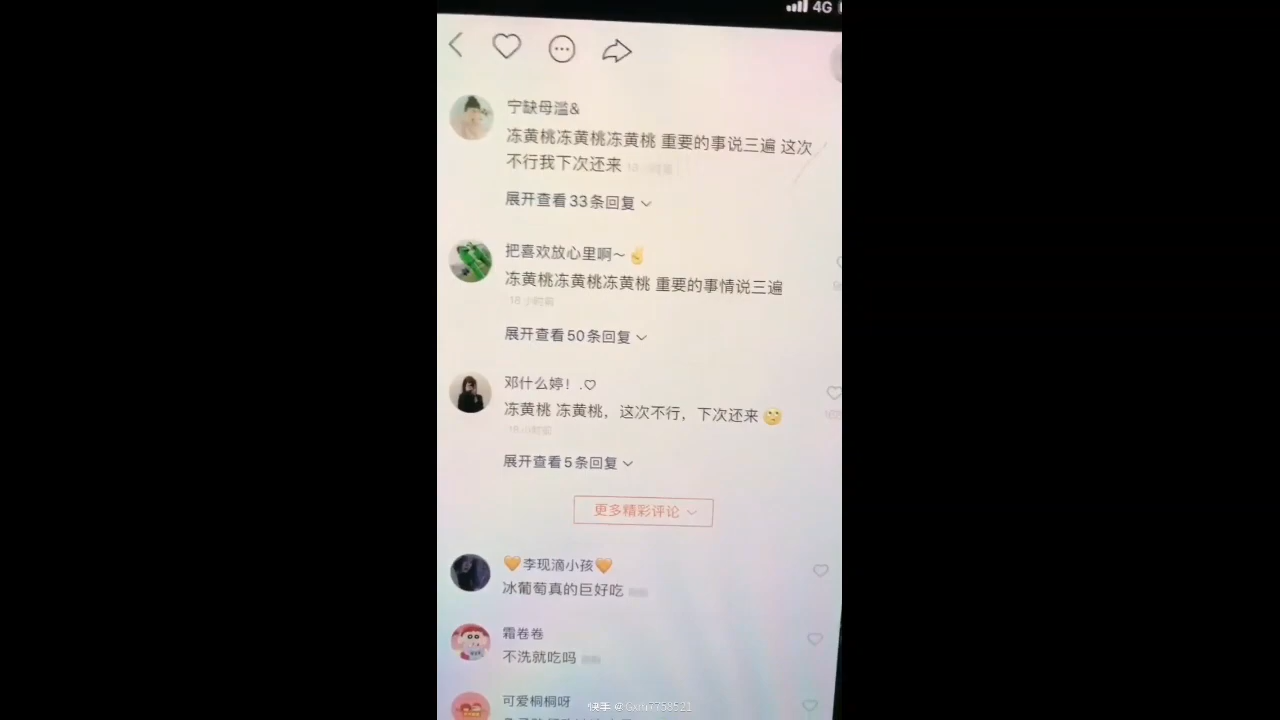 4G
宁缺母滥&
冻黄桃冻黄桃冻黄桃 重要的事说三遍 这次
不行我下次还来
展开查看33条回复
把喜欢放心里啊~✌️
冻黄桃冻黄桃冻黄桃 重要的事情说三遍
18 小时前
展开查看50条回复
邓什么婷！.♡
冻黄桃 冻黄桃，这次不行，下次还来 🙄
展开查看5条回复
更多精彩评论
🧡李现滴小孩🧡
冰葡萄真的巨好吃
霜卷卷
不洗就吃吗
可爱桐桐呀
快手